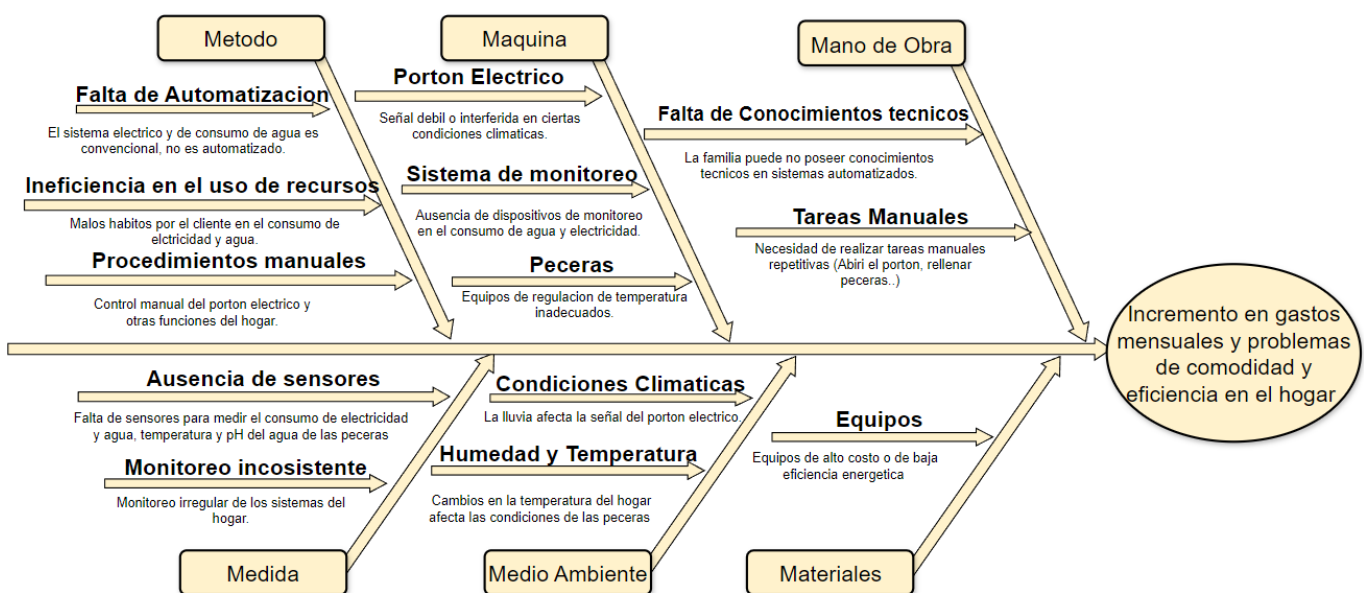 Metodo
Maquina
Mano de Obra
Falta de Automatizacion
El sistema electrico y de consumo de agua es
convencional, no es automatizado.
Ineficiencia en el uso de recursos
Malos habitos por el cliente en el consumo de
elctricidad y agua.
Procedimientos manuales
Control manual del porton electrico y
otras funciones del hogar.
Porton Electrico
Señal debil o interferida en ciertas
condiciones climaticas.
Sistema de monitoreo
Ausencia de dispositivos de monitoreo
en el consumo de agua y electricidad.
Peceras
Equipos de regulacion de temperatura
inadecuados.
Falta de Conocimientos tecnicos
La familia puede no poseer conocimientos
tecnicos en sistemas automatizados.
Tareas Manuales
Necesidad de realizar tareas manuales
repetitivas (Abiri el porton, rellenar
peceras..)
Incremento en gastos
mensuales y problemas
de comodidad y
eficiencia en el hogar
Ausencia de sensores
Falta de sensores para medir el consumo de electricidad
y agua, temperatura y pH del agua de las peceras
Monitoreo incosistente
Monitoreo irregular de los sistemas del
hogar.
Condiciones Climaticas
La lluvia afecta la señal del porton electrico.
Humedad y Temperatura
Cambios en la temperatura del hogar
afecta las condiciones de las peceras
Equipos
Equipos de alto costo o de baja
eficiencia energetica
Medida
Medio Ambiente
Materiales